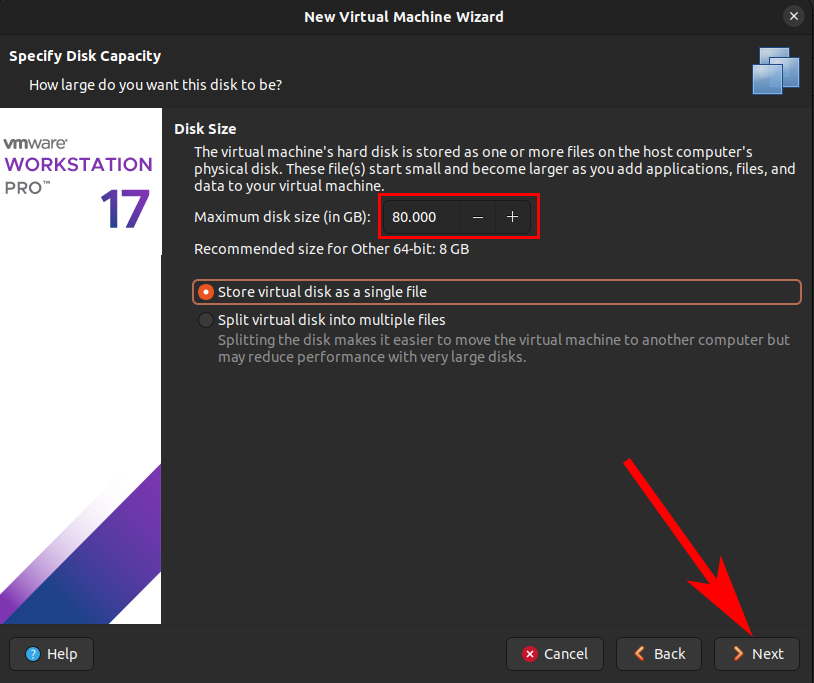 New Virtual Machine Wizard
Specify Disk Capacity
How large do you want this disk to be?
vmware®
WORKSTATION
PRO™
17
Disk Size
The virtual machine's hard disk is stored as one or more files on the host computer's
physical disk. These file(s) start small and become larger as you add applications, files, and
data to your virtual machine.
Maximum disk size (in GB): 80.000 − +
Recommended size for Other 64-bit: 8 GB
Store virtual disk as a single file
Split virtual disk into multiple files
Splitting the disk makes it easier to move the virtual machine to another computer but
may reduce performance with very large disks.
Help Cancel Back Next